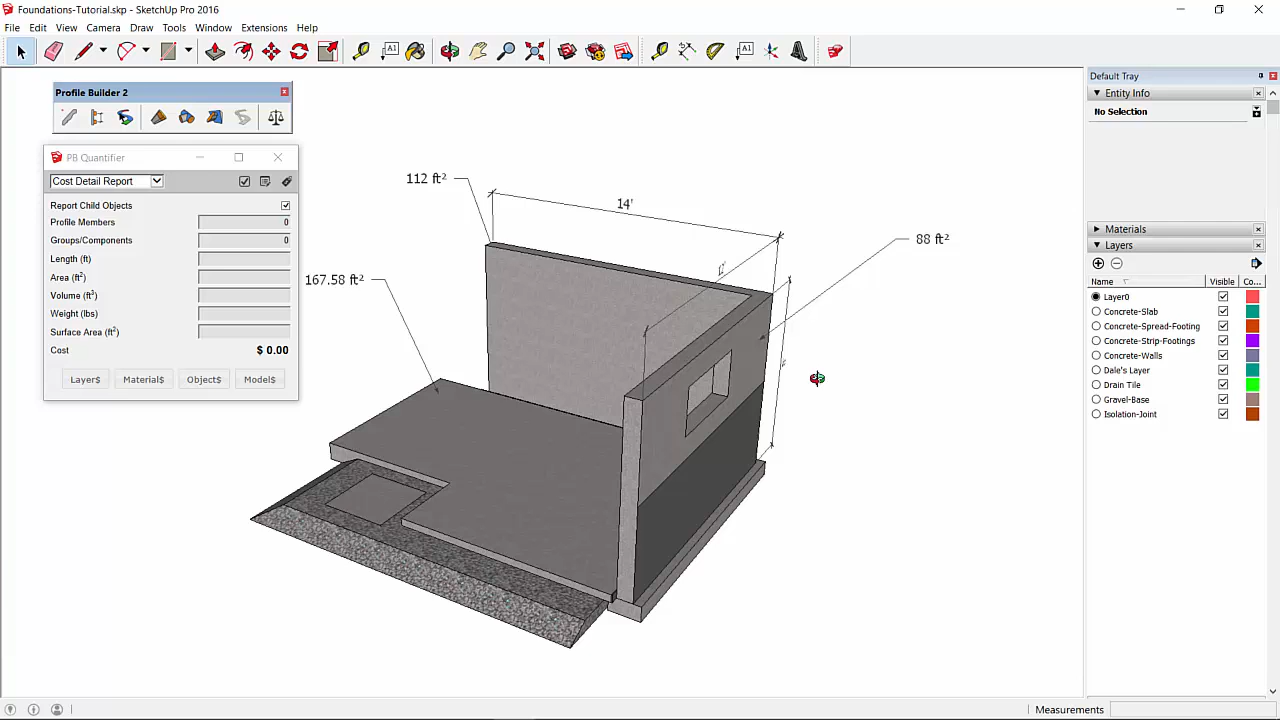 Foundations-Tutorial.skp - SketchUp Pro 2016
File Edit View Camera Draw Tools Window Extensions Help
Profile Builder 2
PB Quantifier
Cost Detail Report
Report Child Objects
Profile Members 0
Groups/Components 0
Length (ft)
Area (ft²)
Volume (ft³)
Weight (lbs)
Surface Area (ft²)
Cost $ 0.00
Layer$ Material$ Object$ Model$
112 ft²
14'
88 ft²
167.58 ft²
Default Tray
Entity Info
No Selection
Materials
Layers
Name Visible Co...
Layer0
Concrete-Slab
Concrete-Spread-Footing
Concrete-Strip-Footings
Concrete-Walls
Dale's Layer
Drain Tile
Gravel-Base
Isolation-Joint
Measurements